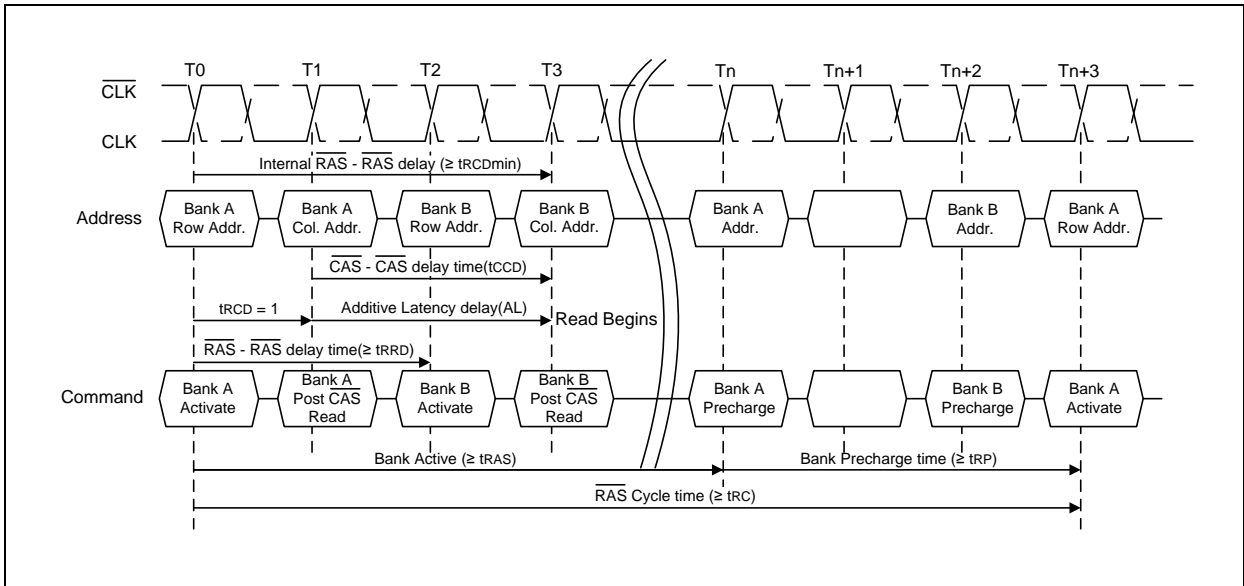 T0 T1 T2 T3 Tn Tn+1 Tn+2 Tn+3
CLK
CLK
Internal RAS - RAS delay (≥ tRCDmin)
Address
Bank A
Row Addr.
Bank A
Col. Addr.
Bank B
Row Addr.
Bank B
Col. Addr.
Bank A
Addr.
Bank B
Addr.
Bank A
Row Addr.
CAS - CAS delay time(tCCD)
tRCD = 1
Additive Latency delay(AL)
Read Begins
RAS - RAS delay time(≥ tRRD)
Command
Bank A
Activate
Bank A
Post CAS
Read
Bank B
Activate
Bank B
Post CAS
Read
Bank A
Precharge
Bank B
Precharge
Bank A
Activate
Bank Active (≥ tRAS)
Bank Precharge time (≥ tRP)
RAS Cycle time (≥ tRC)